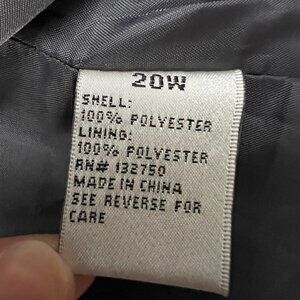 20W
SHELL:
100% POLYESTER
LINING:
100% POLYESTER
RN# 132750
MADE IN CHINA
SEE REVERSE FOR
CARE